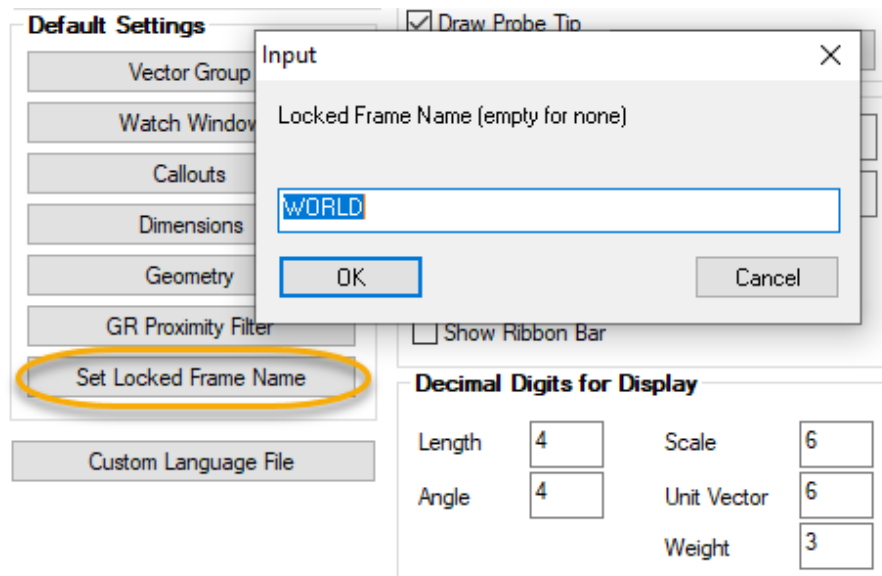 Default Settings
Vector Group
Watch Window
Callouts
Dimensions
Geometry
GR Proximity Filter
Set Locked Frame Name
Custom Language File
Draw Probe Tip
Input
Locked Frame Name (empty for none)
WORLD
OK
Cancel
Show Ribbon Bar
Decimal Digits for Display
Length 4 Scale 6
Angle 4 Unit Vector 6
Weight 3